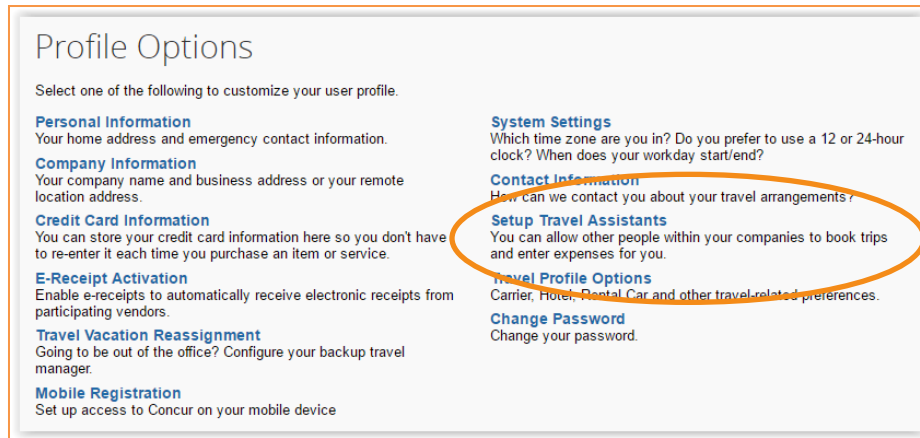 Profile Options
Select one of the following to customize your user profile.
Personal Information
Your home address and emergency contact information.
Company Information
Your company name and business address or your remote
location address.
Credit Card Information
You can store your credit card information here so you don't have
to re-enter it each time you purchase an item or service.
E-Receipt Activation
Enable e-receipts to automatically receive electronic receipts from
participating vendors.
Travel Vacation Reassignment
Going to be out of the office? Configure your backup travel
manager.
Mobile Registration
Set up access to Concur on your mobile device
System Settings
Which time zone are you in? Do you prefer to use a 12 or 24-hour
clock? When does your workday start/end?
Contact Information
How can we contact you about your travel arrangements?
Setup Travel Assistants
You can allow other people within your companies to book trips
and enter expenses for you.
Travel Profile Options
Carrier, Hotel, Rental Car and other travel-related preferences.
Change Password
Change your password.